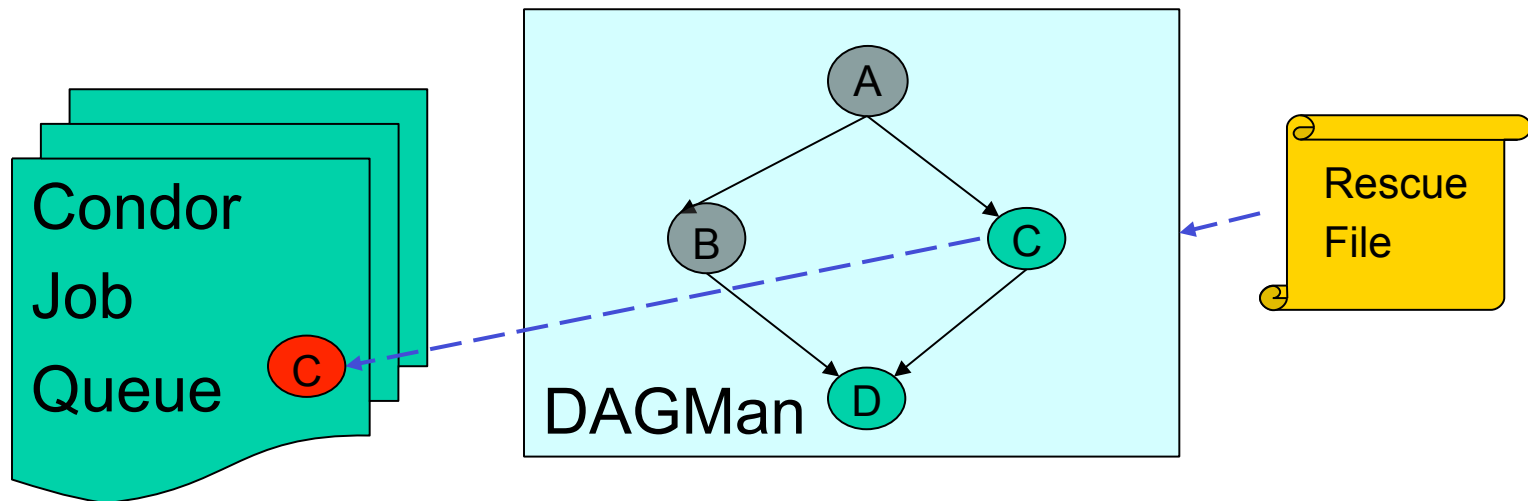 Condor
Job
Queue
C
A
B
C
D
DAGMan
Rescue
File